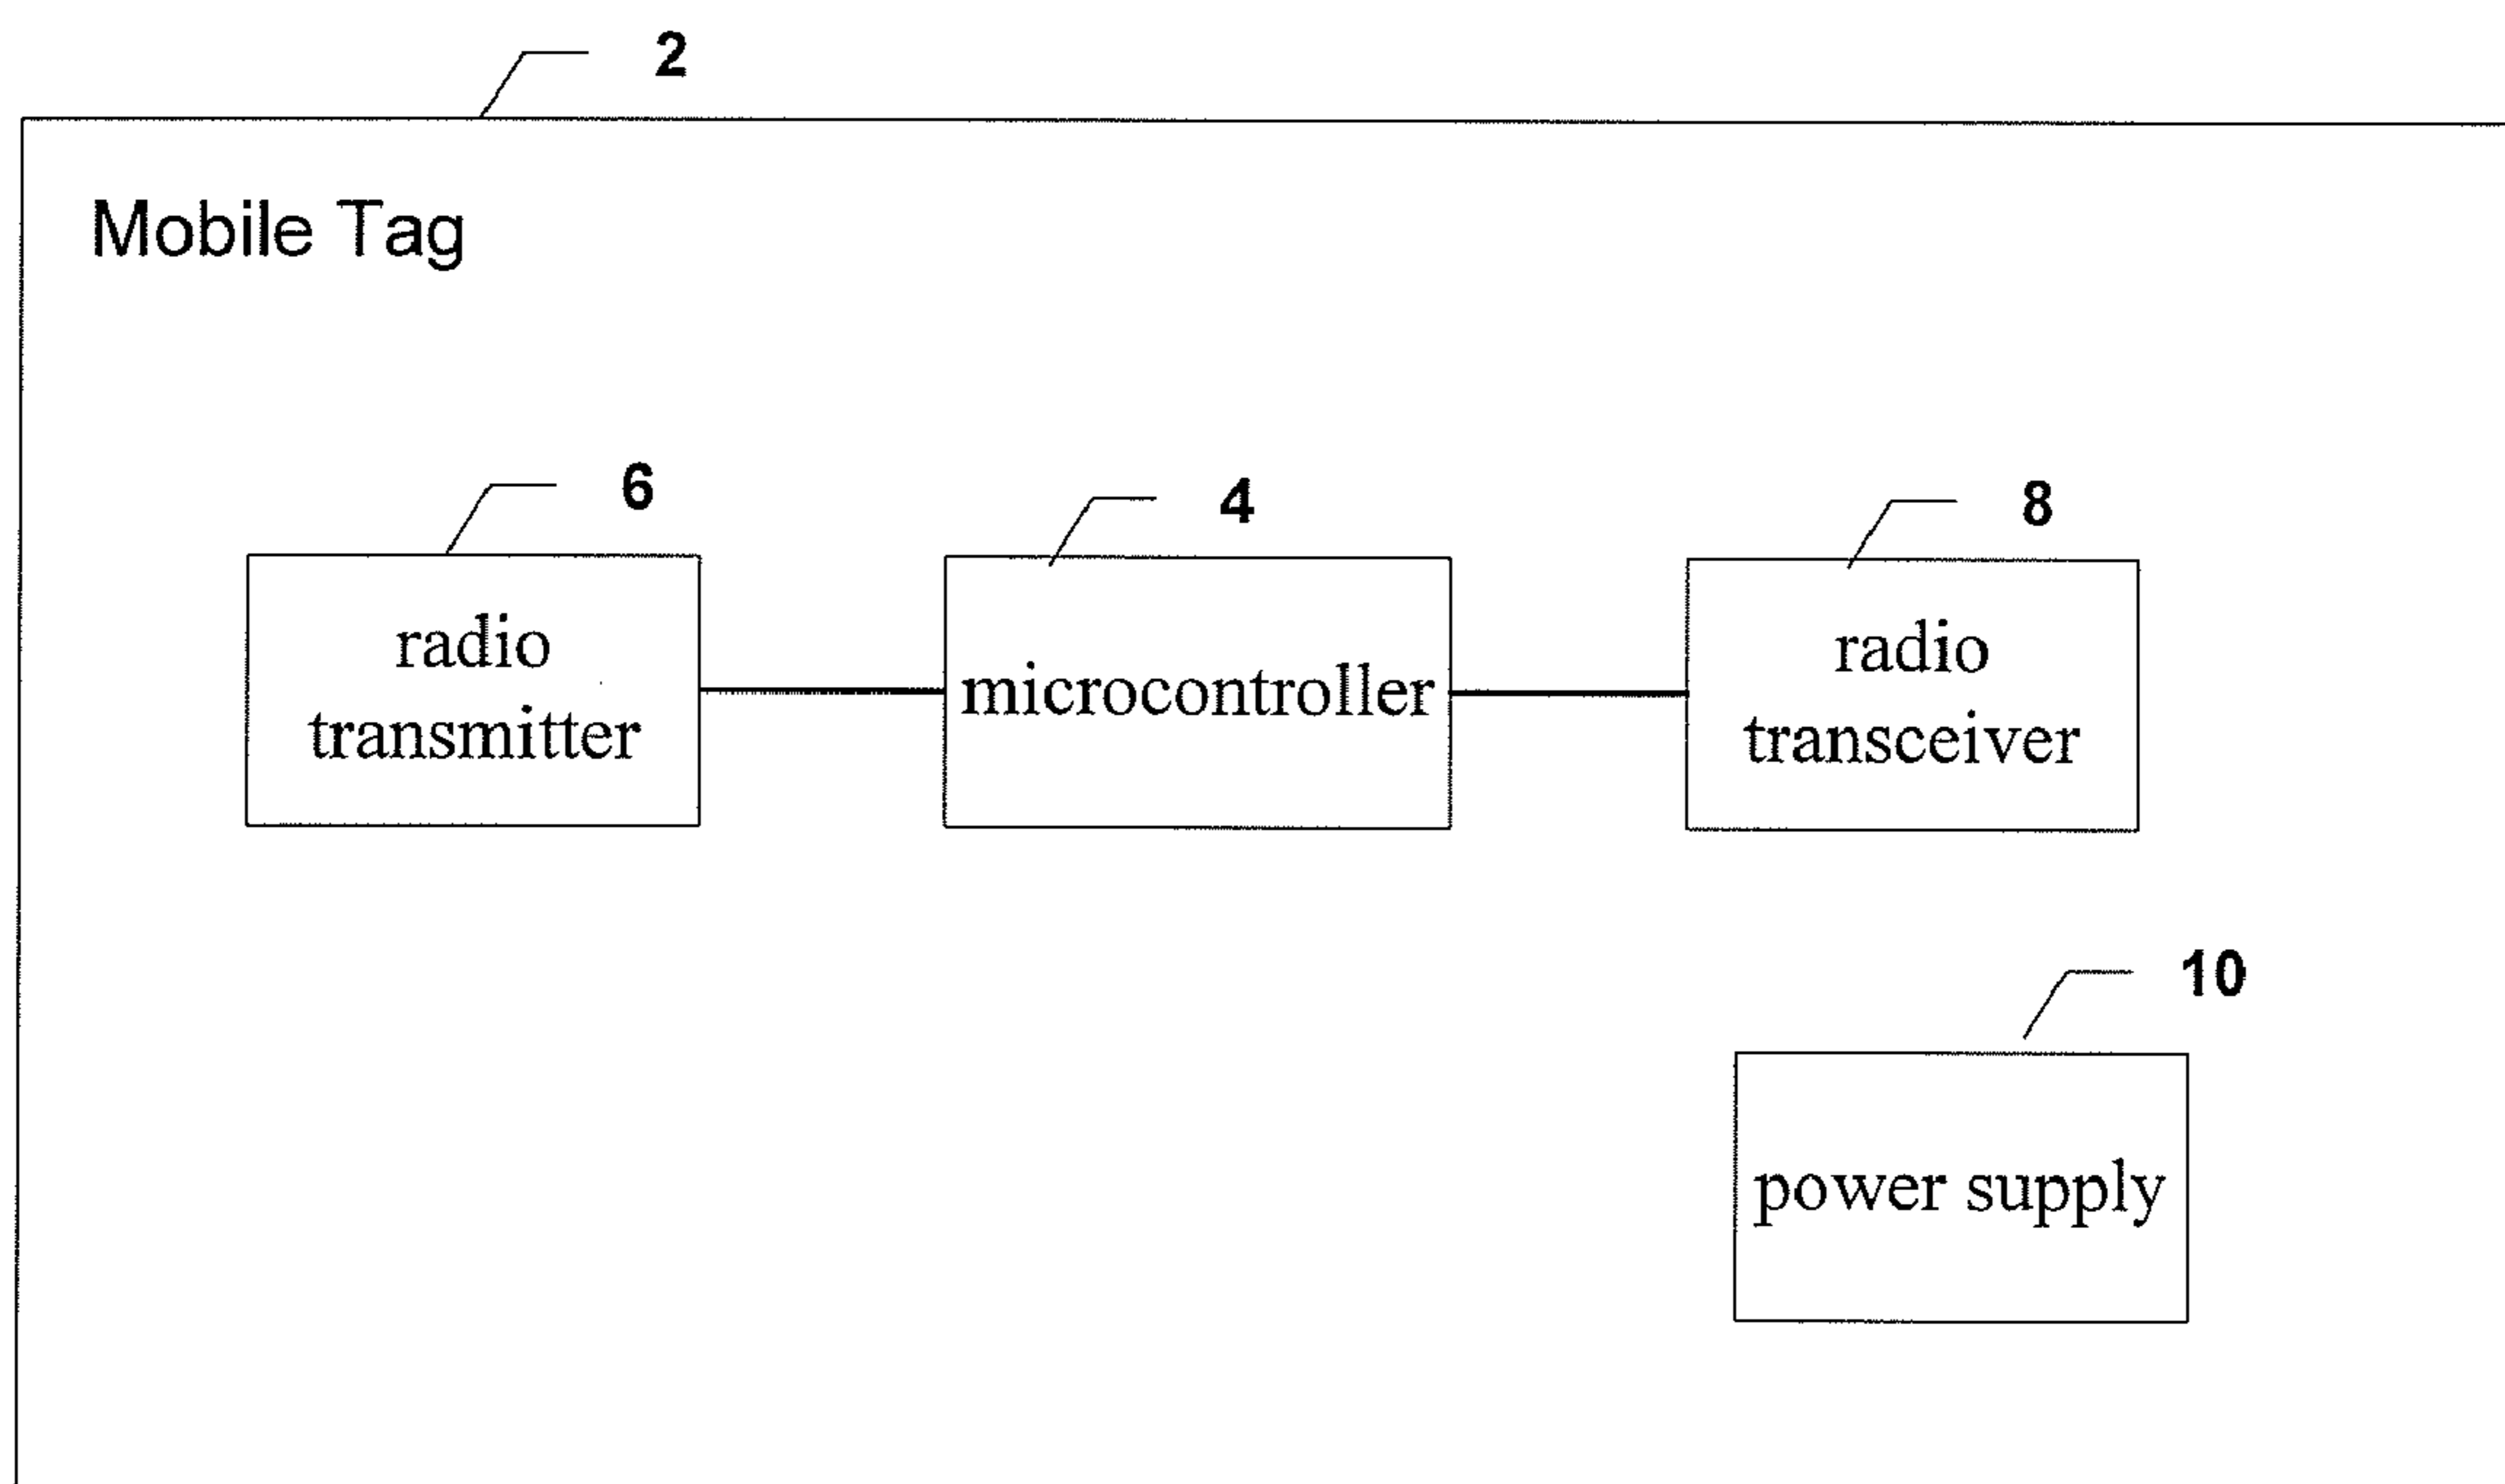 2
Mobile Tag
6
4
8
radio
transmitter
microcontroller
radio
transceiver
10
power supply